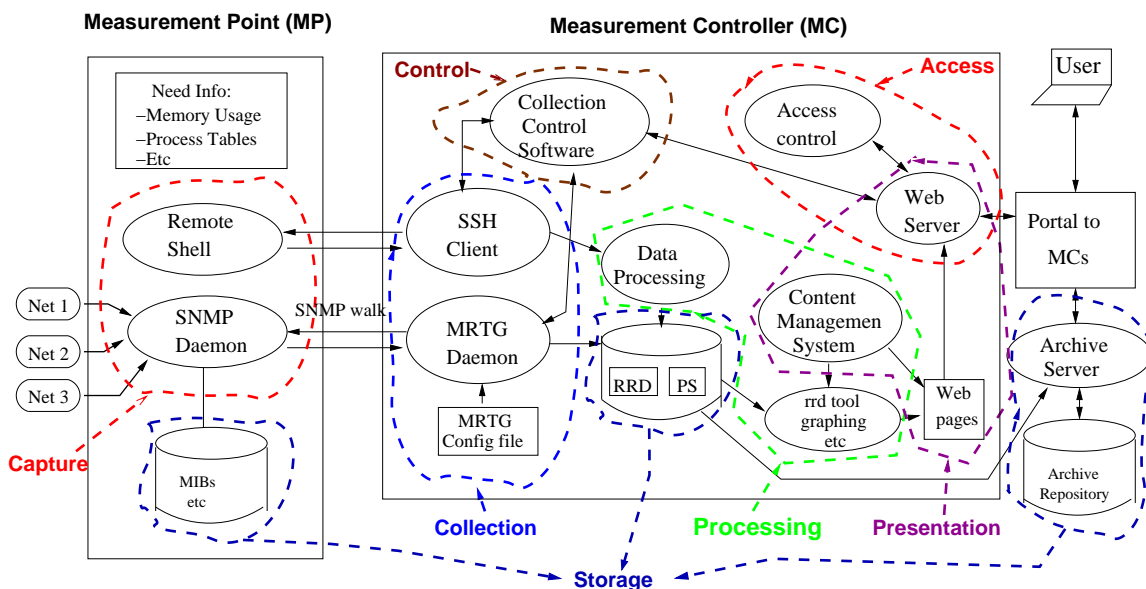 Measurement Point (MP)
Measurement Controller (MC)
Need Info:
–Memory Usage
–Process Tables
–Etc
Control
Collection
Control
Software
Access
Access
control
User
Remote
Shell
SSH
Client
Data
Processing
Web
Server
Portal to
MCs
Net 1
Net 2
Net 3
SNMP
Daemon
SNMP walk
MRTG
Daemon
Content
Managemen
System
RRD
PS
Archive
Server
MRTG
Config file
rrd tool
graphing
etc
Web
pages
Capture
MIBs
etc
Archive
Repository
Collection
Processing
Presentation
Storage